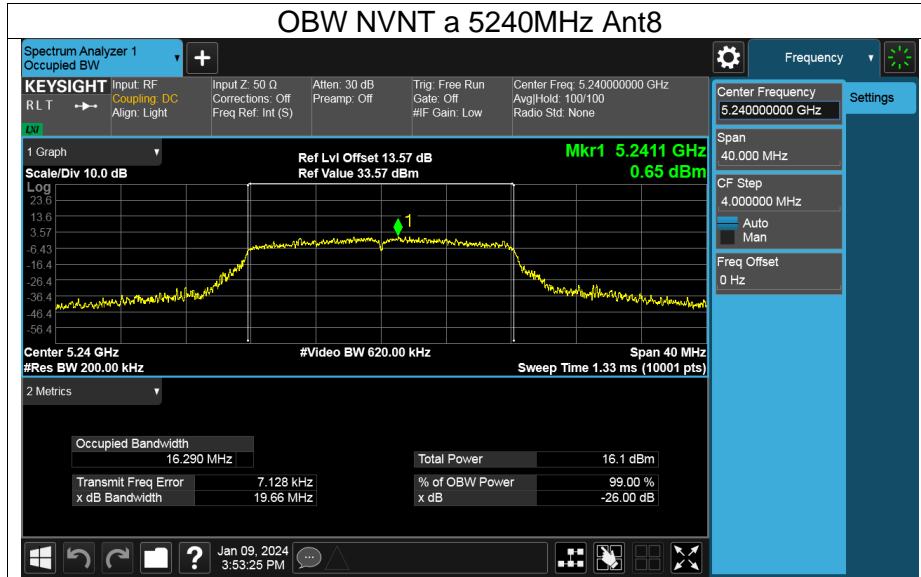 OBW NVNT a 5240MHz Ant8
Spectrum Analyzer 1
Occupied BW
+
Frequency
KEYSIGHT
RLT
LXI
Input: RF
Coupling: DC
Align: Light
Input Z: 50 Ω
Corrections: Off
Freq Ref: Int (S)
Atten: 30 dB
Preamp: Off
Trig: Free Run
Gate: Off
#IF Gain: Low
Center Freq: 5.240000000 GHz
Avg|Hold: 100/100
Radio Std: None
Center Frequency
5.240000000 GHz
Settings
Span
40.000 MHz
CF Step
4.000000 MHz
Auto
Man
Freq Offset
0 Hz
1 Graph
Scale/Div 10.0 dB
Ref Lvl Offset 13.57 dB
Ref Value 33.57 dBm
Mkr1 5.2411 GHz
0.65 dBm
Log
23.6
13.6
3.57
-6.43
-16.4
-26.4
-36.4
-46.4
-56.4
1
Center 5.24 GHz
#Res BW 200.00 kHz
#Video BW 620.00 kHz
Span 40 MHz
Sweep Time 1.33 ms (10001 pts)
2 Metrics
Occupied Bandwidth
16.290 MHz
Transmit Freq Error 7.128 kHz
x dB Bandwidth 19.66 MHz
Total Power 16.1 dBm
% of OBW Power 99.00 %
x dB -26.00 dB
?
Jan 09, 2024
3:53:25 PM